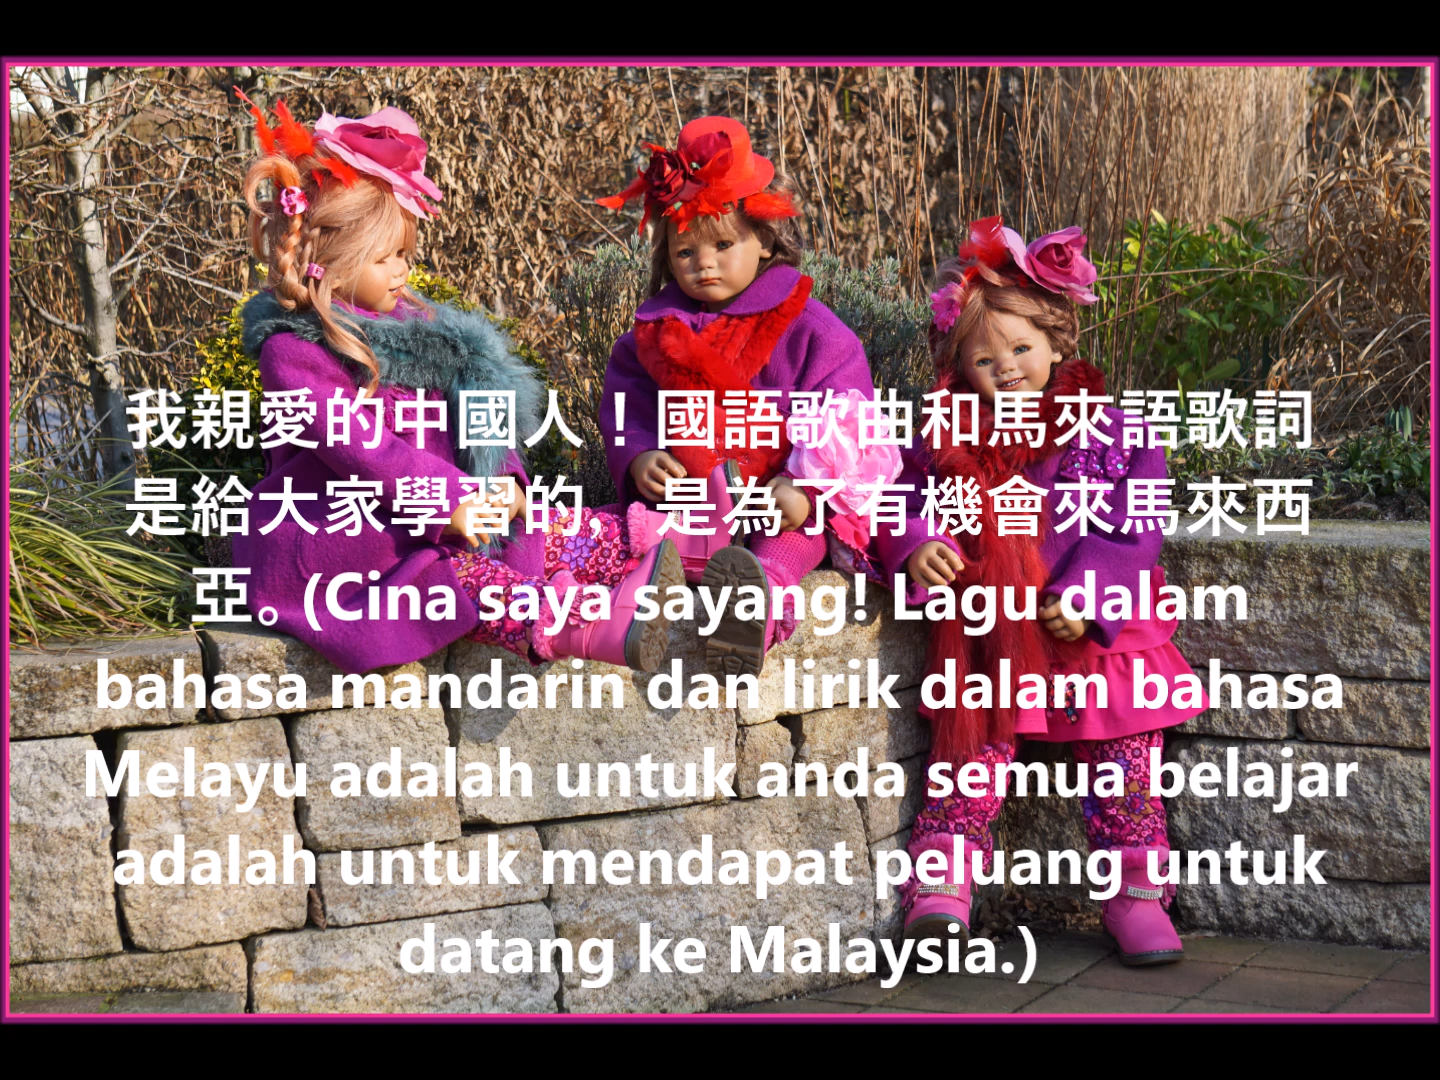 我親愛的中國人！國語歌曲和馬來語歌詞
是給大家學習的，是為了有機會來馬來西
亞。(Cina saya sayang! Lagu dalam
bahasa mandarin dan lirik dalam bahasa
Melayu adalah untuk anda semua belajar
adalah untuk mendapat peluang untuk
datang ke Malaysia.)